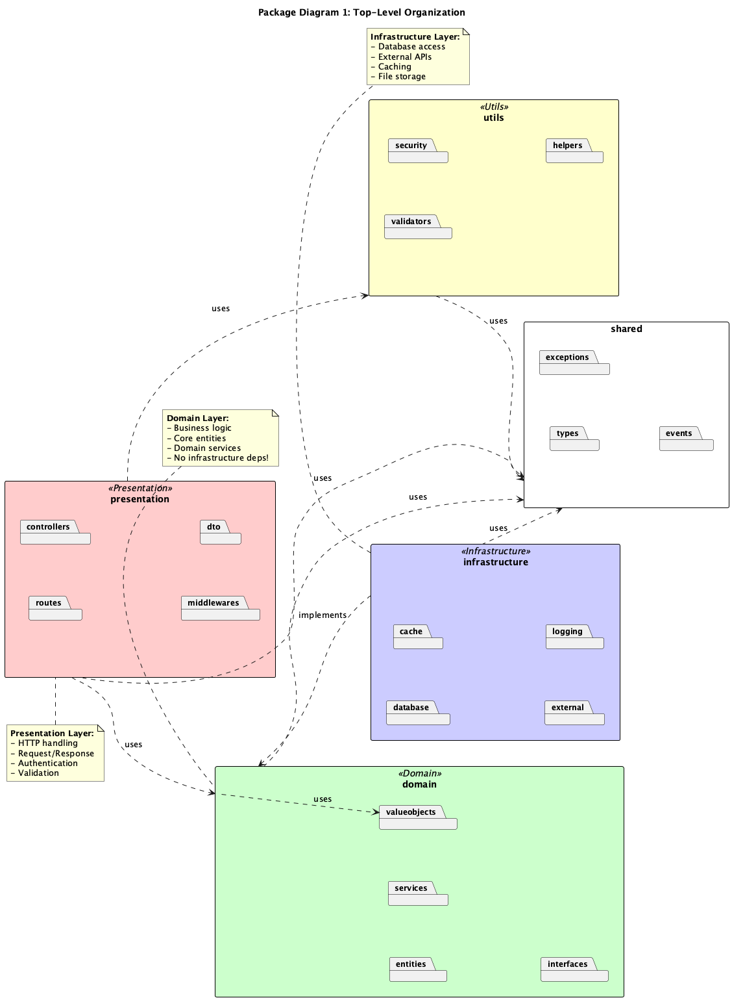 Package Diagram 1: Top-Level Organization
Infrastructure Layer:
- Database access
- External APIs
- Caching
- File storage
«Utils»
utils
security
helpers
validators
uses
uses
shared
exceptions
types
events
Domain Layer:
- Business logic
- Core entities
- Domain services
- No infrastructure deps!
uses
uses
uses
«Presentation»
presentation
controllers
dto
routes
middlewares
«Infrastructure»
infrastructure
implements
cache
logging
database
external
Presentation Layer:
- HTTP handling
- Request/Response
- Authentication
- Validation
uses
«Domain»
domain
uses
valueobjects
services
entities
interfaces